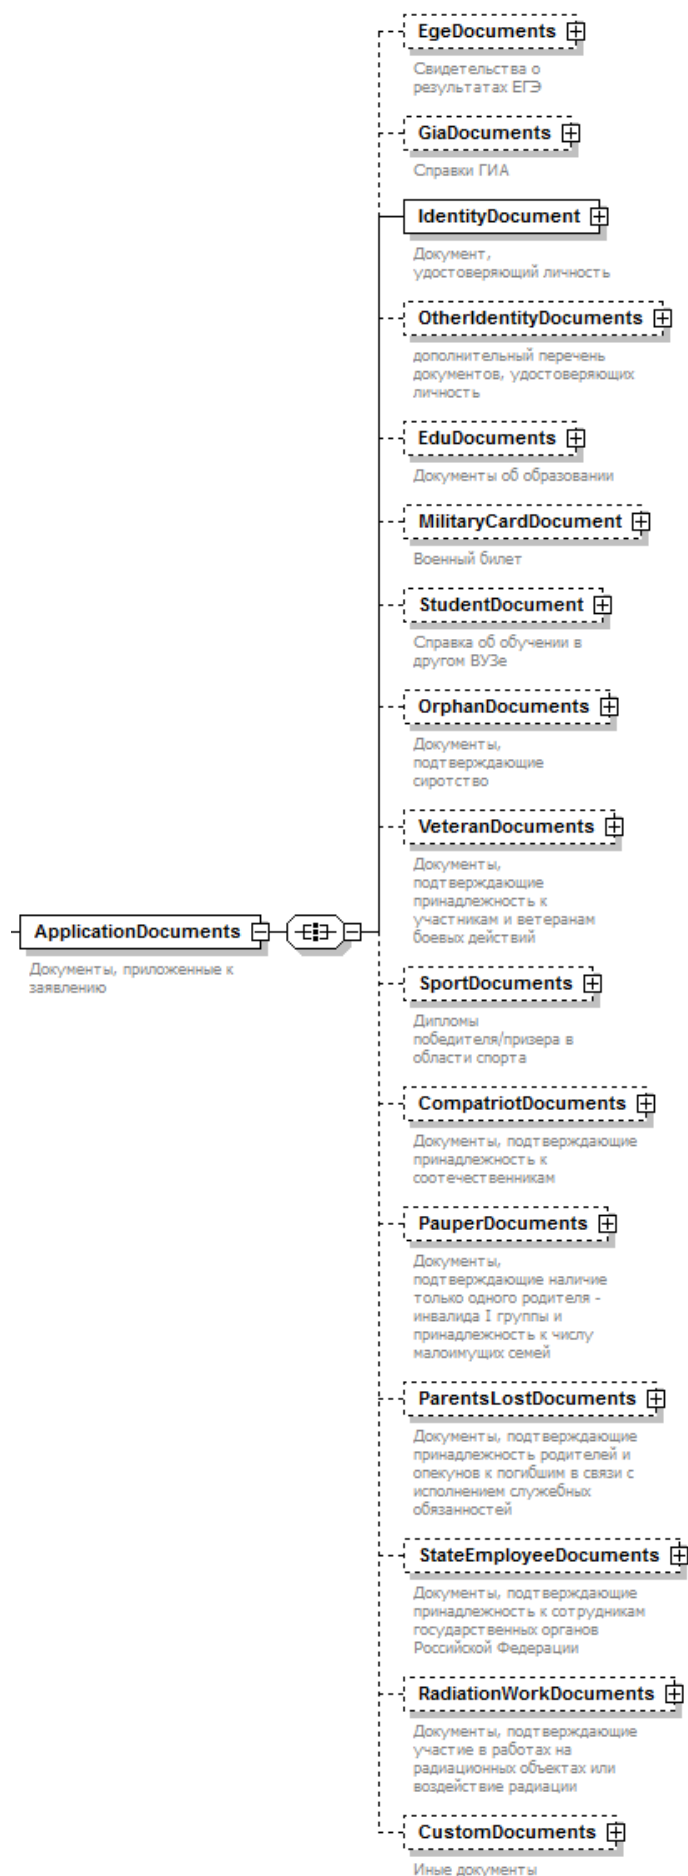 EgeDocuments
Свидетельства о
результатах ЕГЭ
GiaDocuments
Справки ГИА
IdentityDocument
Документ,
удостоверяющий личность
OtherIdentityDocuments
дополнительный перечень
документов, удостоверяющих
личность
EduDocuments
Документы об образовании
MilitaryCardDocument
Военный билет
StudentDocument
Справка об обучении в
другом ВУЗе
OrphanDocuments
Документы,
подтверждающие
сиротство
VeteranDocuments
Документы,
подтверждающие
принадлежность к
участникам и ветеранам
боевых действий
ApplicationDocuments
Документы, приложенные к
заявлению
SportDocuments
Дипломы
победителя/призера в
области спорта
CompatriotDocuments
Документы, подтверждающие
принадлежность к
соотечественникам
PauperDocuments
Документы,
подтверждающие наличие
только одного родителя -
инвалида I группы и
принадлежность к числу
малоимущих семей
ParentsLostDocuments
Документы, подтверждающие
принадлежность родителей и
опекунов к погибшим в связи с
исполнением служебных
обязанностей
StateEmployeeDocuments
Документы, подтверждающие
принадлежность к сотрудникам
государственных органов
Российской Федерации
RadiationWorkDocuments
Документы, подтверждающие
участие в работах на
радиационных объектах или
воздействие радиации
CustomDocuments
Иные документы